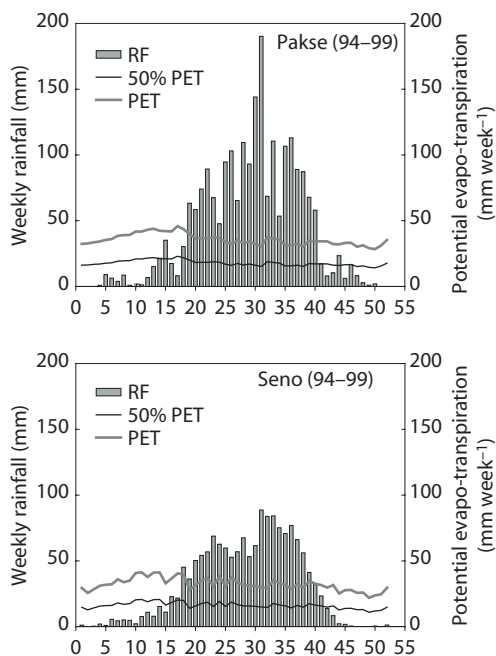 Pakse (94–99)
RF
50% PET
PET
Weekly rainfall (mm)
Potential evapo-transpiration
(mm week⁻¹)
200
150
100
50
0
200
150
100
50
0
0 5 10 15 20 25 30 35 40 45 50 55
Seno (94–99)
RF
50% PET
PET
Weekly rainfall (mm)
Potential evapo-transpiration
(mm week⁻¹)
200
150
100
50
0
200
150
100
50
0
0 5 10 15 20 25 30 35 40 45 50 55